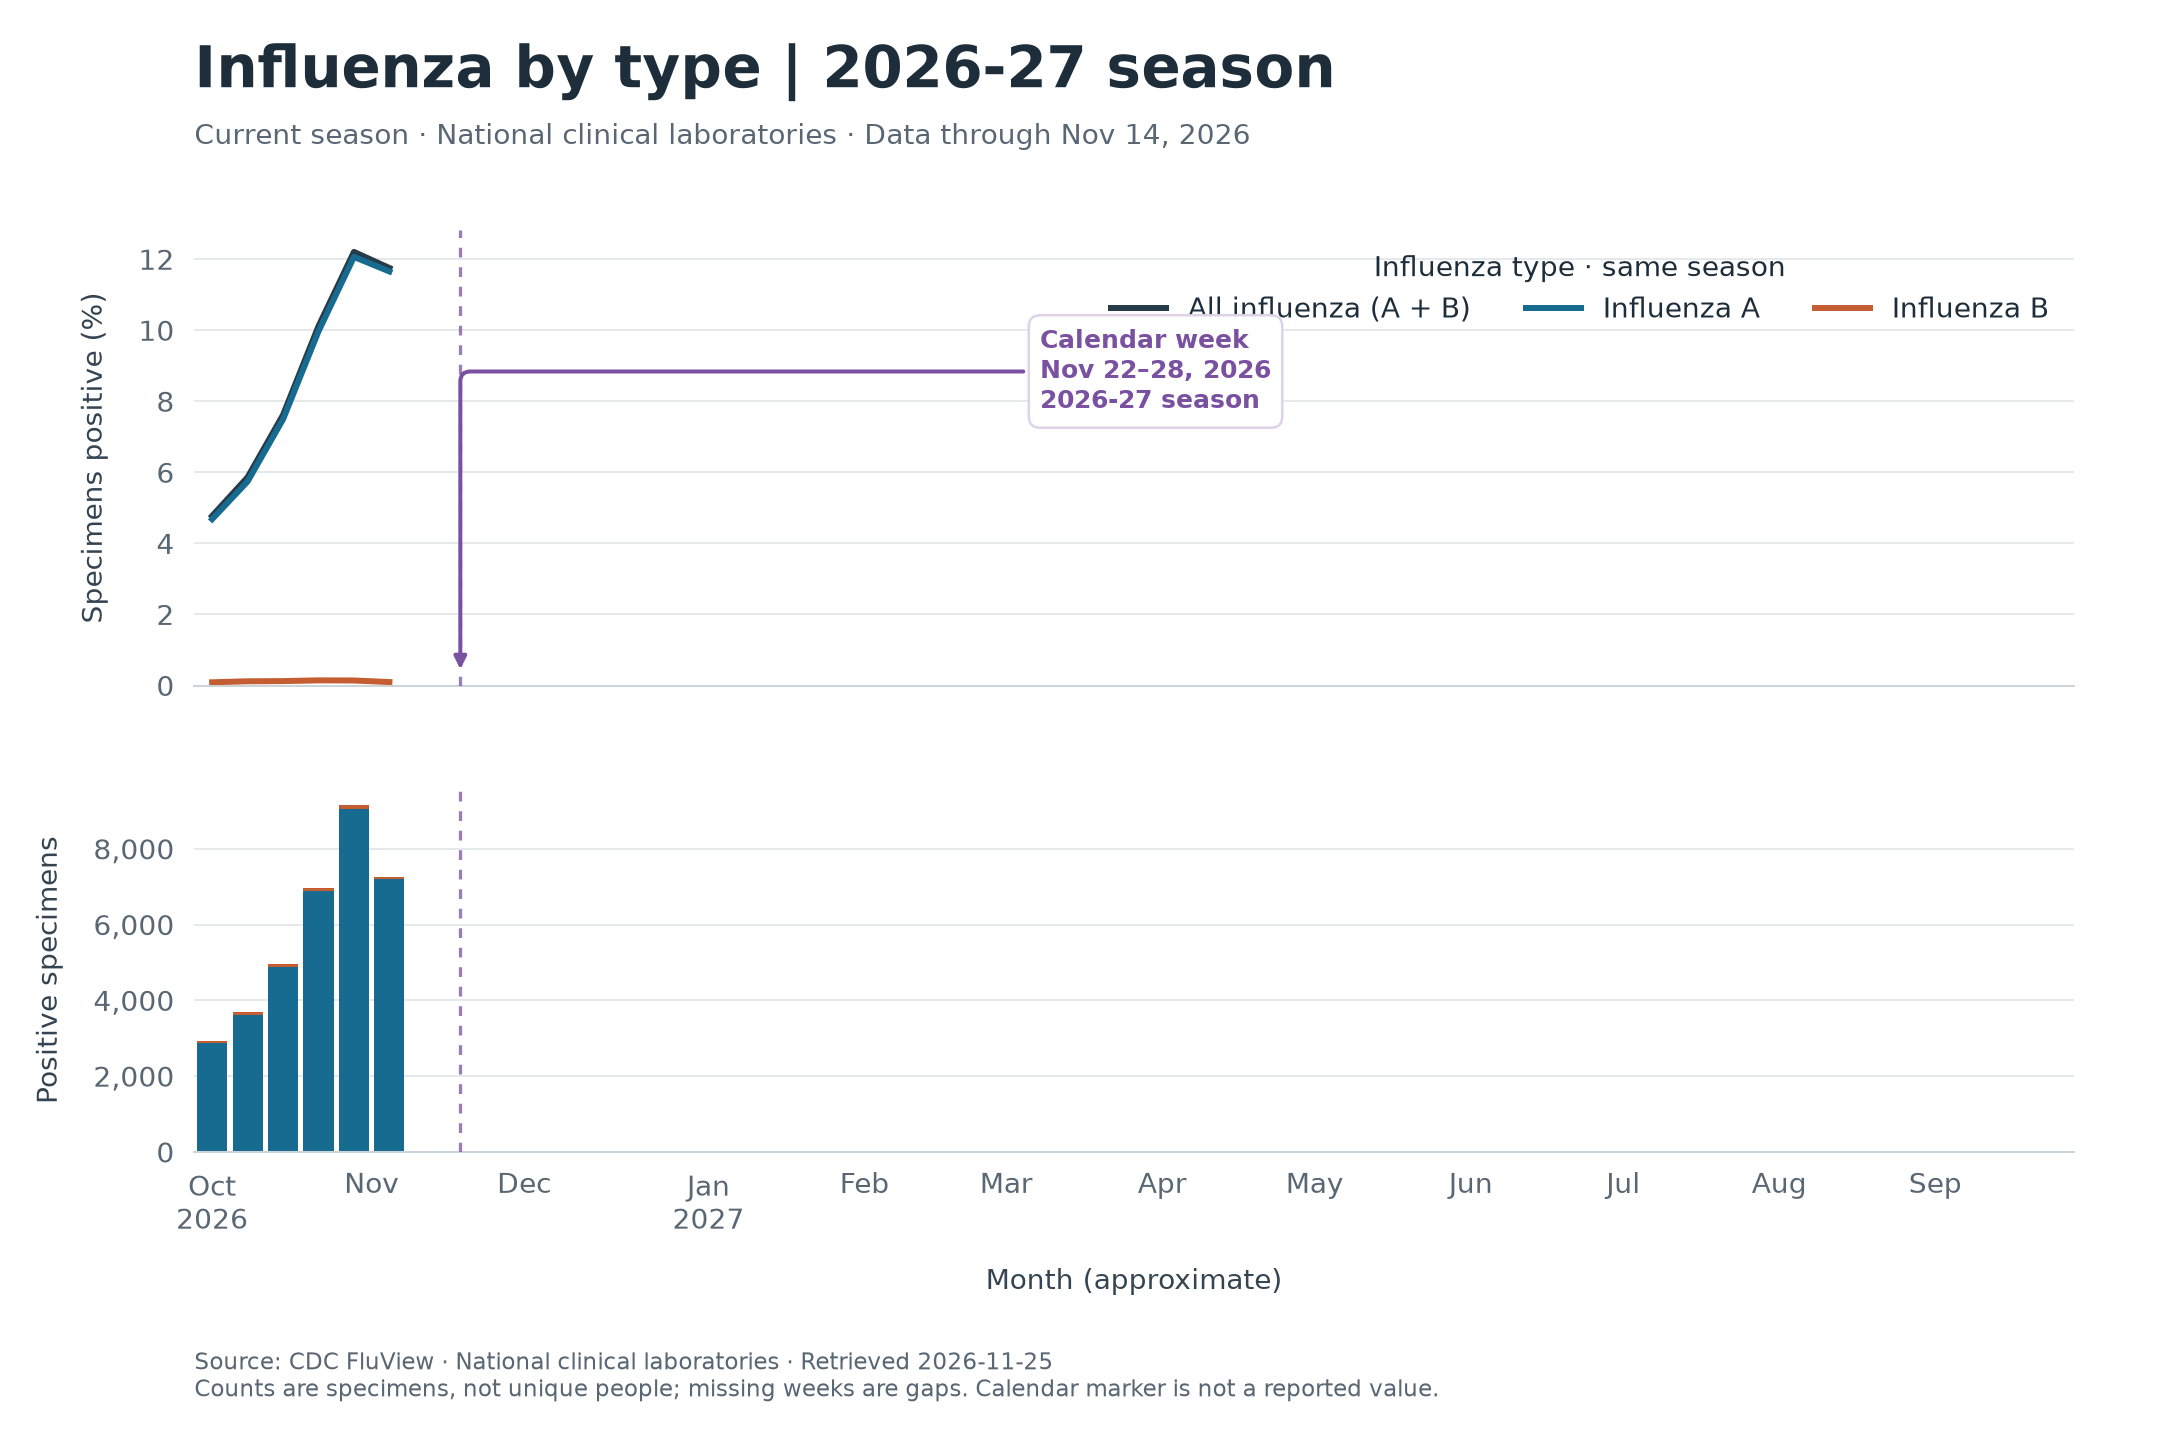 Influenza by type | 2026-27 season
Current season · National clinical laboratories · Data through Nov 14, 2026
Specimens positive (%)
12
10
8
6
4
2
0
Influenza type · same season
All influenza (A + B)
Influenza A
Influenza B
Calendar week
Nov 22–28, 2026
2026-27 season
Positive specimens
8,000
6,000
4,000
2,000
0
Oct
2026
Nov
Dec
Jan
2027
Feb
Mar
Apr
May
Jun
Jul
Aug
Sep
Month (approximate)
Source: CDC FluView · National clinical laboratories · Retrieved 2026-11-25
Counts are specimens, not unique people; missing weeks are gaps. Calendar marker is not a reported value.